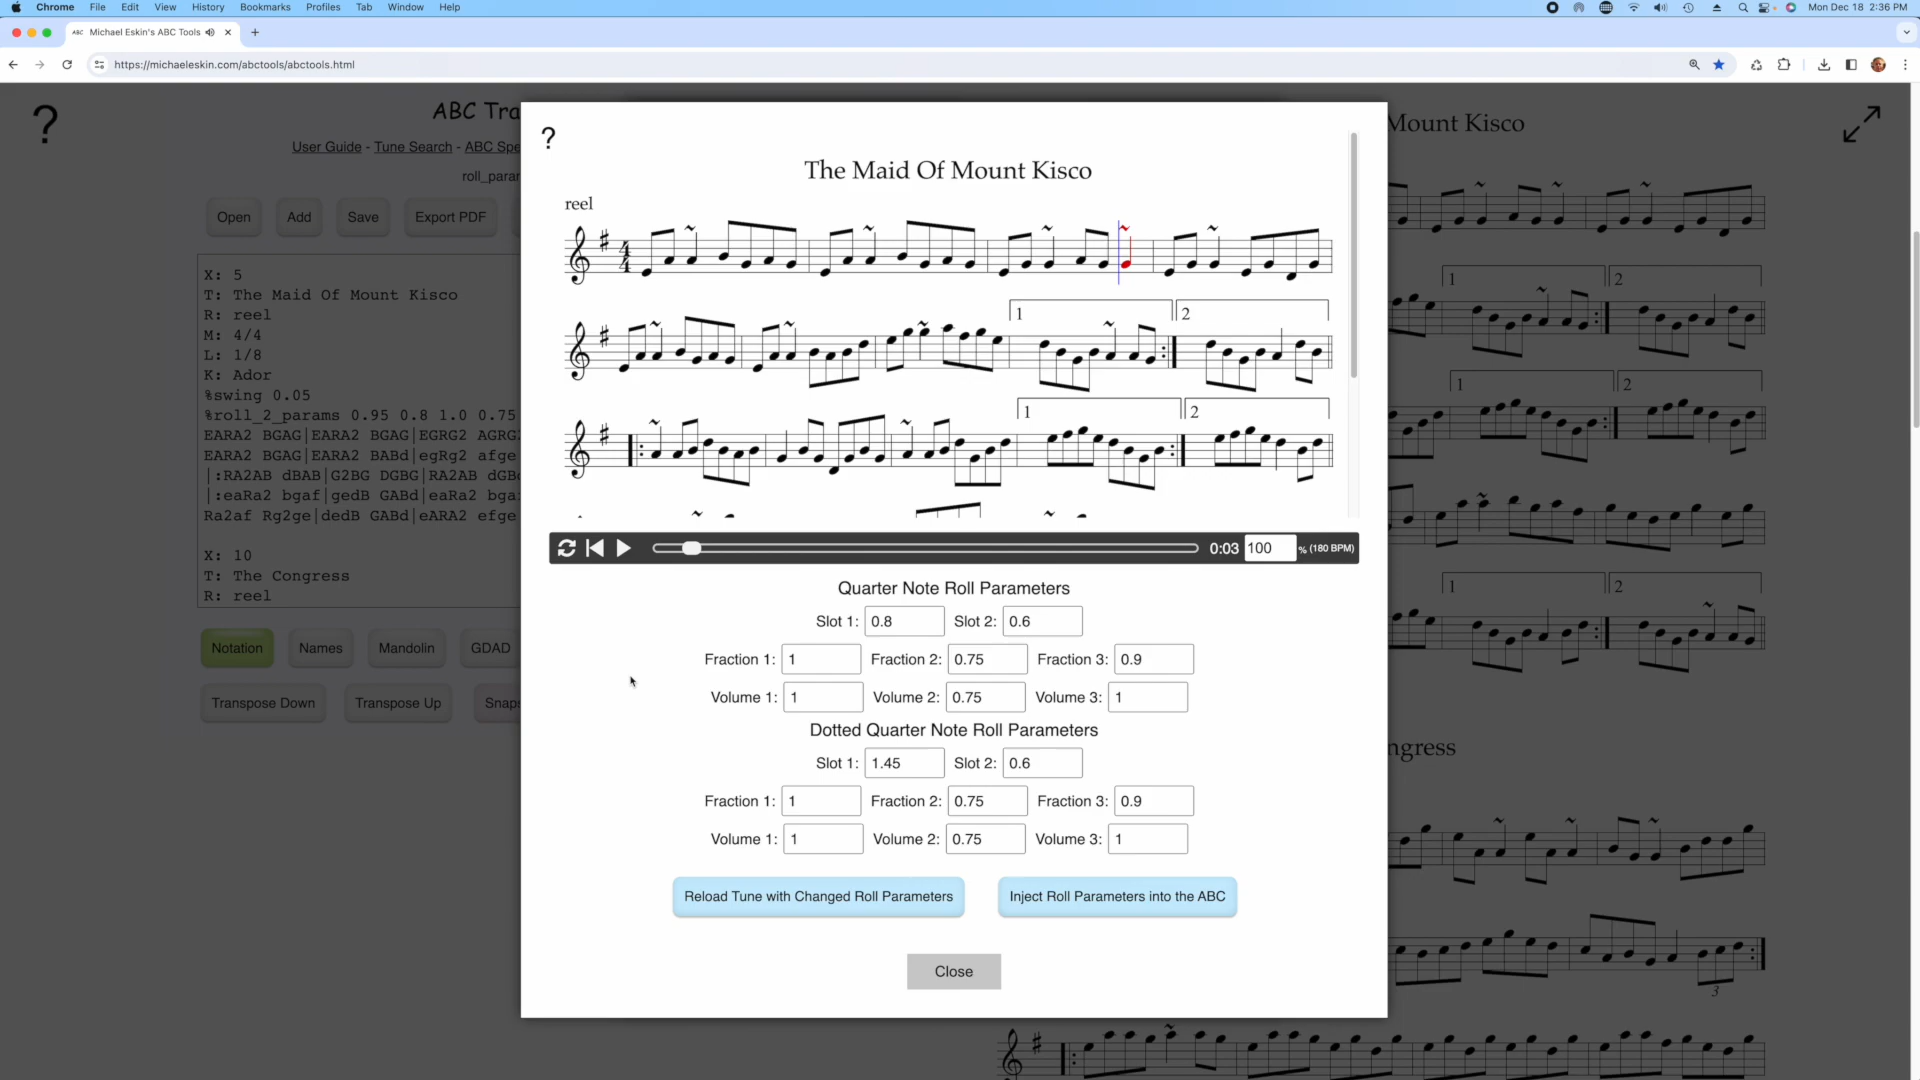 Chrome File Edit View History Bookmarks Profiles Tab Window Help Mon Dec 18 2:36 PM
ABC Michael Eskin's ABC Tools
https://michaeleskin.com/abctools/abctools.html
? ABC Tra
User Guide - Tune Search - ABC Spe
roll_parar
Open Add Save Export PDF
X: 5
T: The Maid Of Mount Kisco
R: reel
M: 4/4
L: 1/8
K: Ador
%swing 0.05
%roll_2_params 0.95 0.8 1.0 0.75
EARA2 BGAG|EARA2 BGAG|EGRG2 AGRG2
EARA2 BGAG|EARA2 BABd|egRg2 afge
|:RA2AB dBAB|G2BG DGBG|RA2AB dGBG
|:eaRa2 bgaf|gedB GABd|eaRa2 bga
Ra2af Rg2ge|dedB GABd|eARA2 efge
X: 10
T: The Congress
R: reel
Notation Names Mandolin GDAD
Transpose Down Transpose Up Snaps
?
The Maid Of Mount Kisco
reel
4
4
1 2
1 2
0:03 100 % (180 BPM)
Quarter Note Roll Parameters
Slot 1: 0.8 Slot 2: 0.6
Fraction 1: 1 Fraction 2: 0.75 Fraction 3: 0.9
Volume 1: 1 Volume 2: 0.75 Volume 3: 1
Dotted Quarter Note Roll Parameters
Slot 1: 1.45 Slot 2: 0.6
Fraction 1: 1 Fraction 2: 0.75 Fraction 3: 0.9
Volume 1: 1 Volume 2: 0.75 Volume 3: 1
Reload Tune with Changed Roll Parameters Inject Roll Parameters into the ABC
Close
Mount Kisco
1 2
1 2
1 2
ngress
3